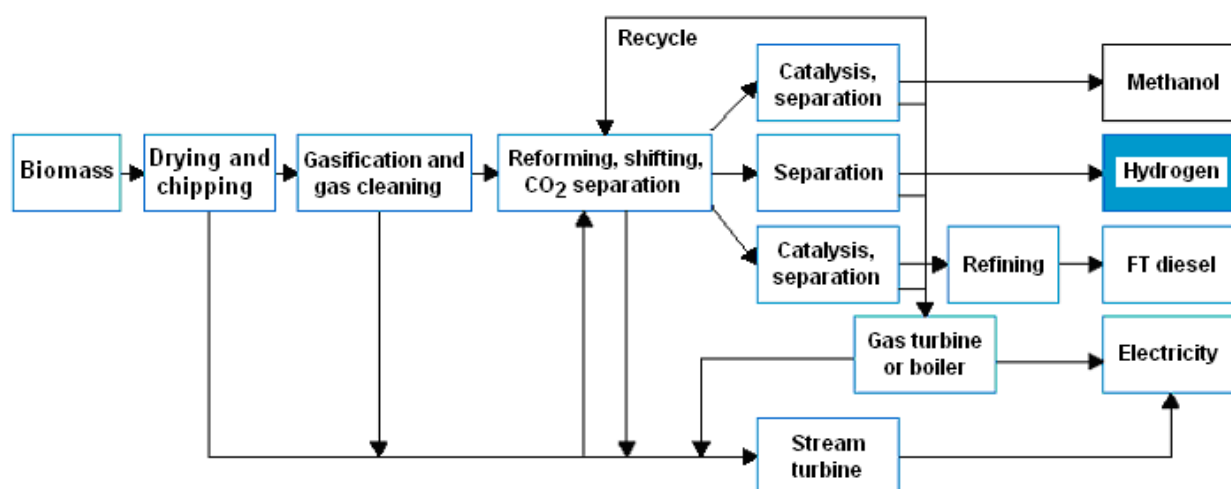 Recycle
Catalysis,
separation
Methanol
Biomass
Drying and
chipping
Gasification and
gas cleaning
Reforming, shifting,
CO₂ separation
Separation
Hydrogen
Catalysis,
separation
Refining
FT diesel
Gas turbine
or boiler
Electricity
Stream
turbine